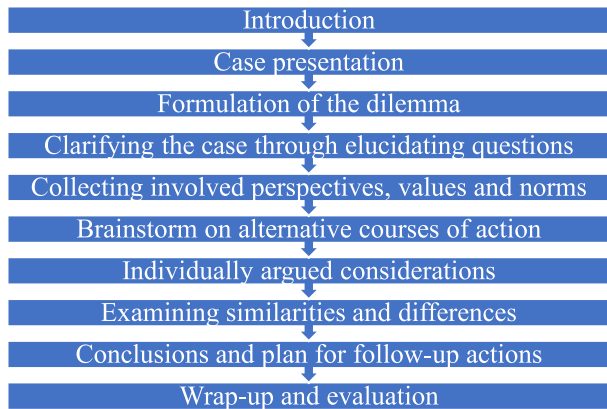 Introduction
Case presentation
Formulation of the dilemma
Clarifying the case through elucidating questions
Collecting involved perspectives, values and norms
Brainstorm on alternative courses of action
Individually argued considerations
Examining similarities and differences
Conclusions and plan for follow-up actions
Wrap-up and evaluation